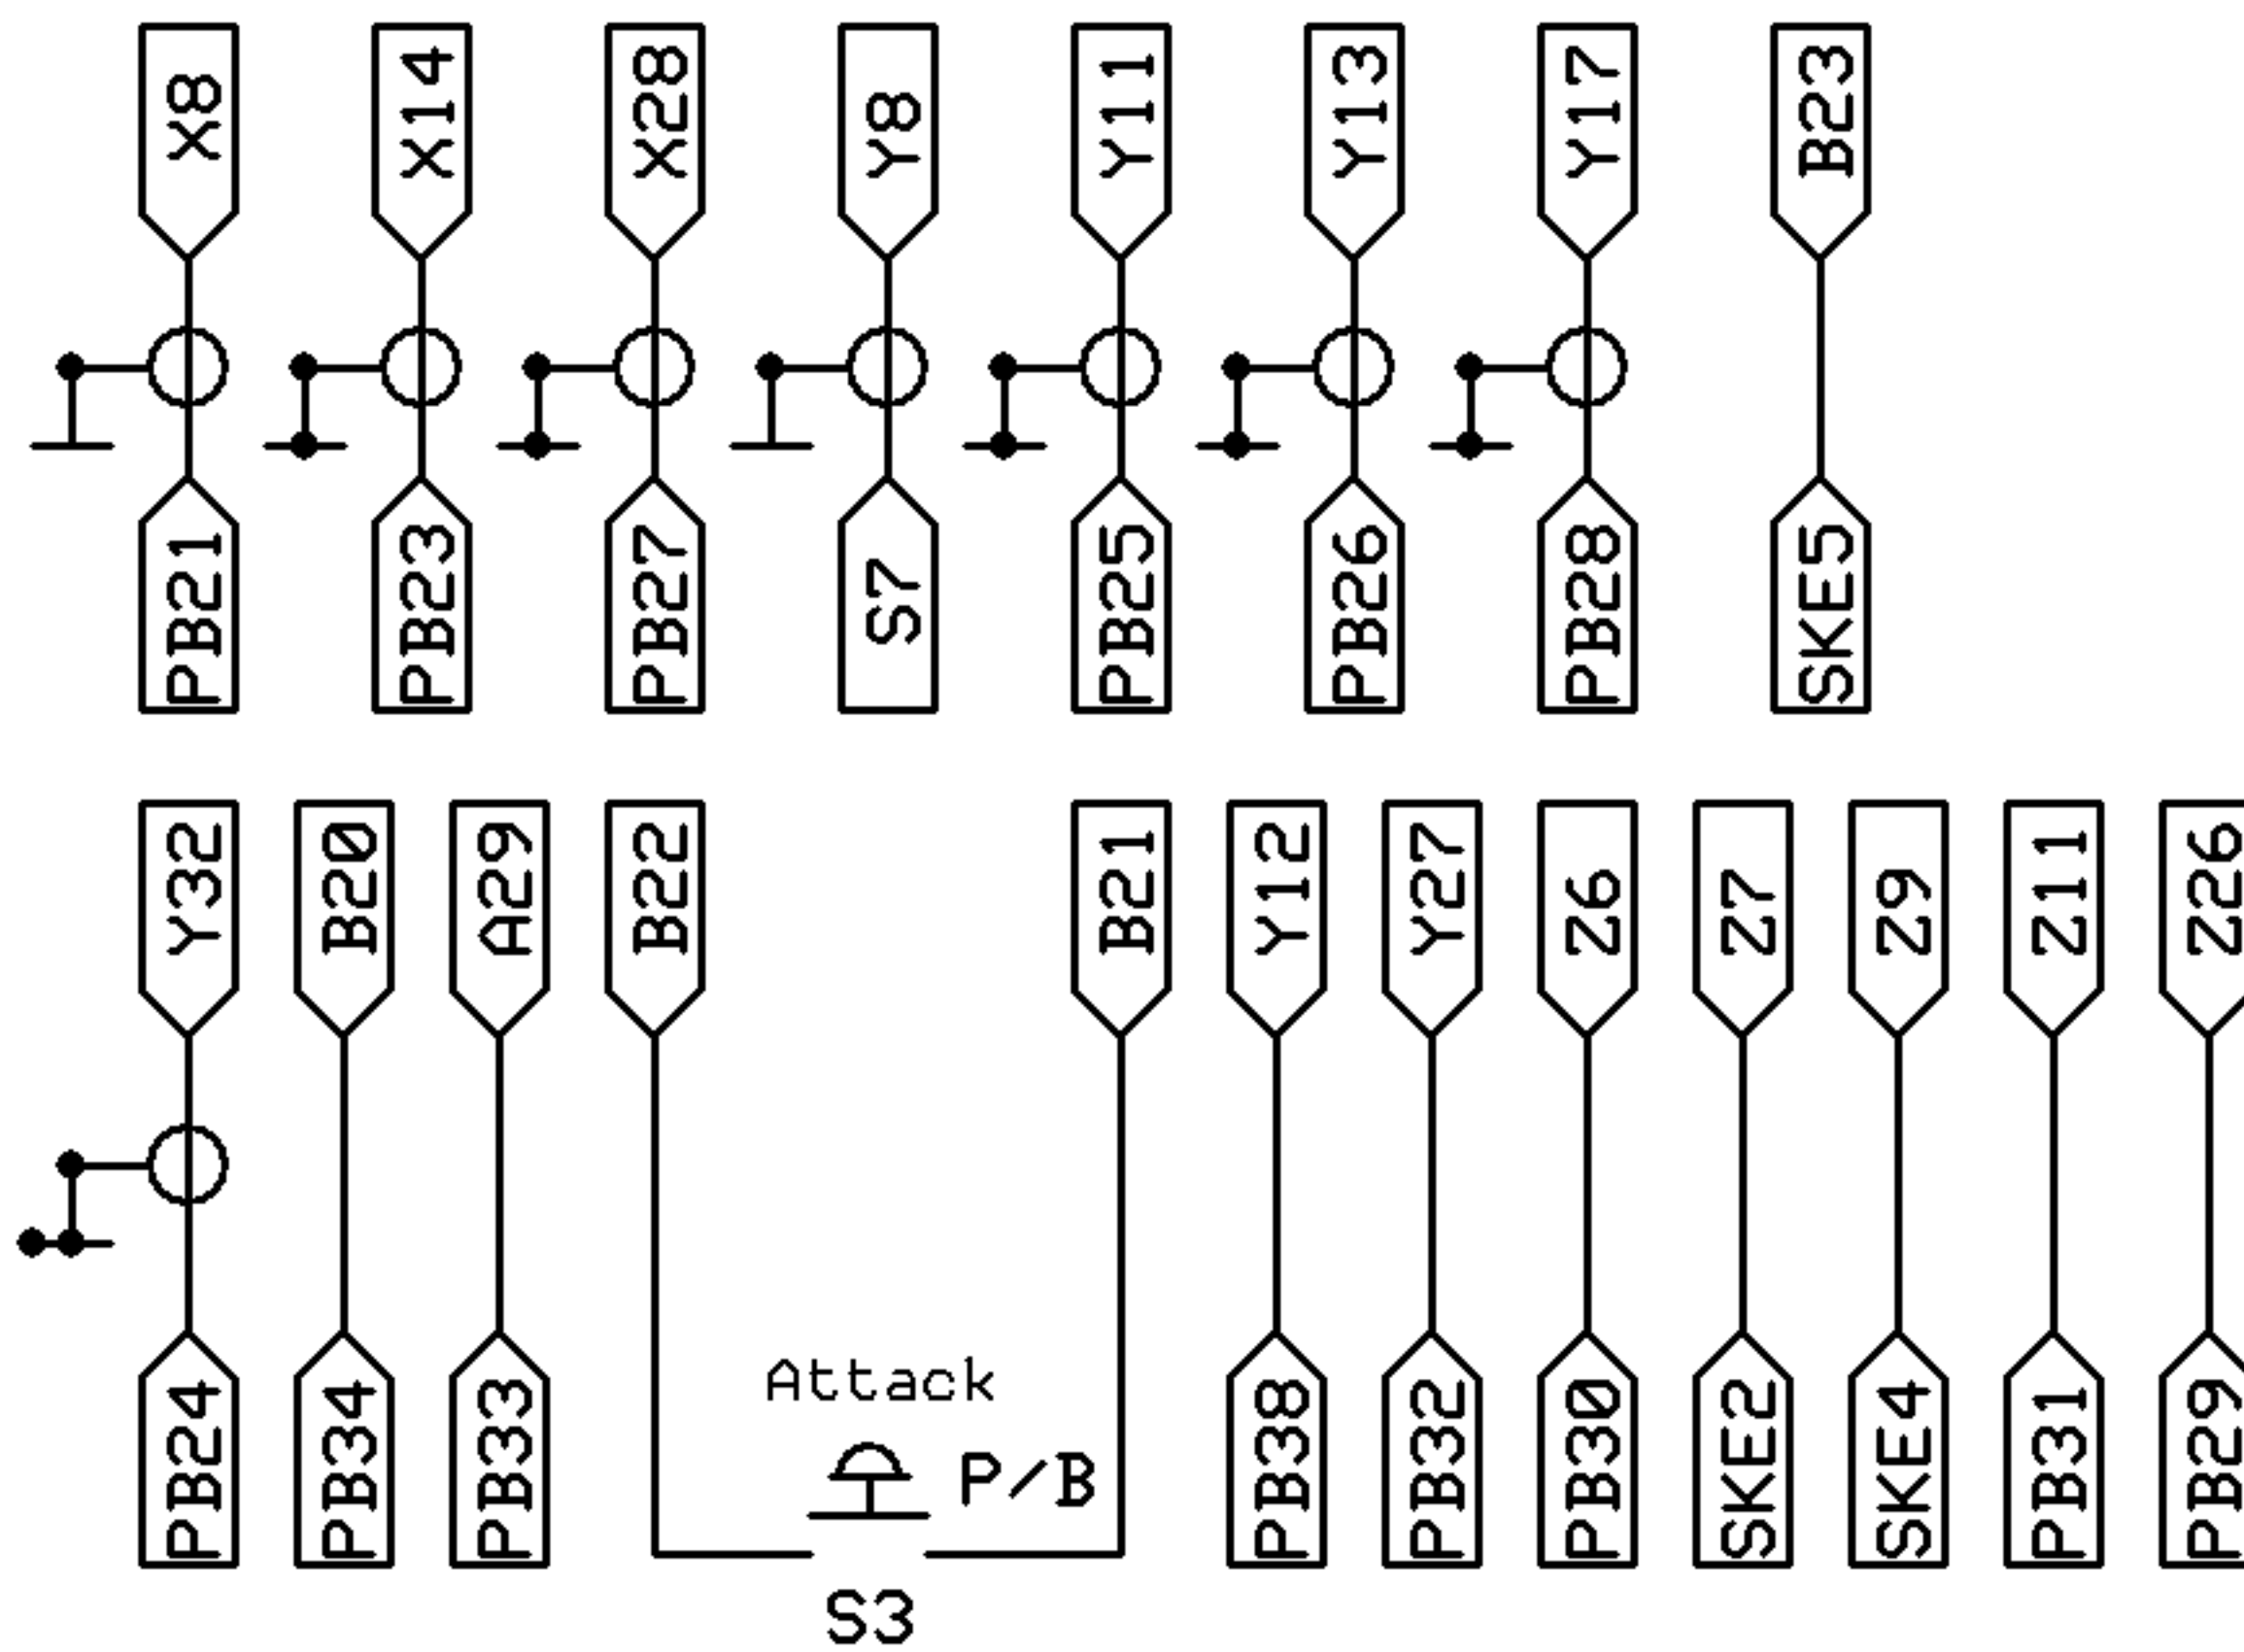 X8 X14 X28 Y8 Y11 Y13 Y17 B23
PB21 PB23 PB27 S7 PB25 PB26 PB28 SKE5
Y32 B20 A29 B22 B21 Y12 Y27 Z6 Z7 Z9 Z11 Z26
Attack
P/B
PB24 PB34 PB33 PB38 PB32 PB30 SKE2 SKE4 PB31 PB29
S3